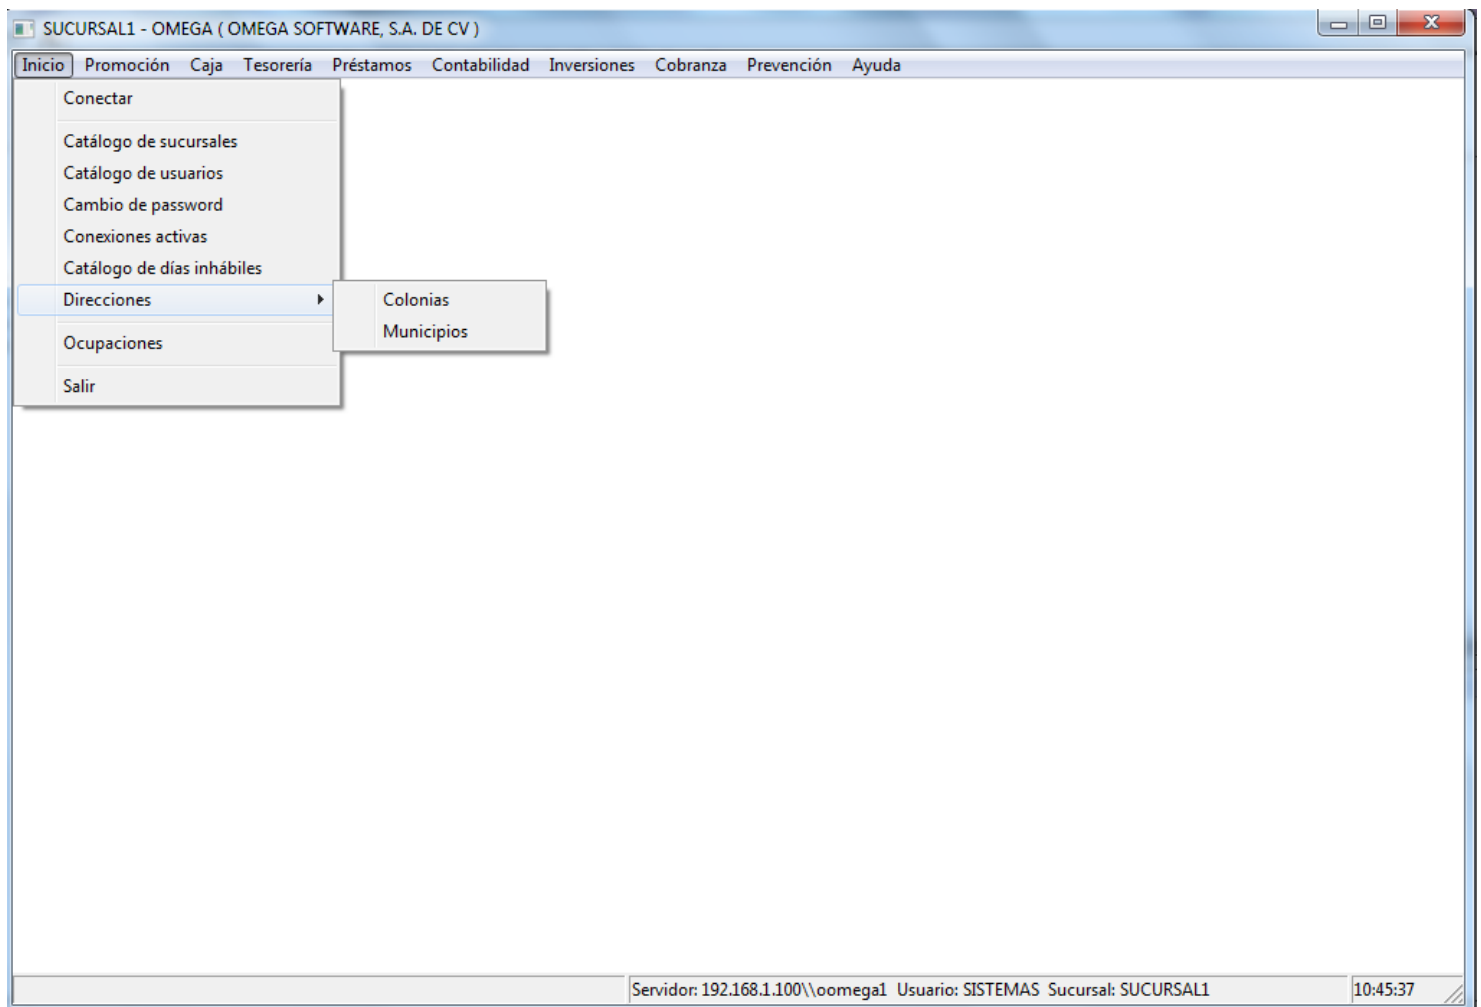 SUCURSAL1 - OMEGA ( OMEGA SOFTWARE, S.A. DE CV )
Inicio Promoción Caja Tesorería Préstamos Contabilidad Inversiones Cobranza Prevención Ayuda
Conectar
Catálogo de sucursales
Catálogo de usuarios
Cambio de password
Conexiones activas
Catálogo de días inhábiles
Direcciones
Colonias
Municipios
Ocupaciones
Salir
Servidor: 192.168.1.100\\oomega1 Usuario: SISTEMAS Sucursal: SUCURSAL1 10:45:37